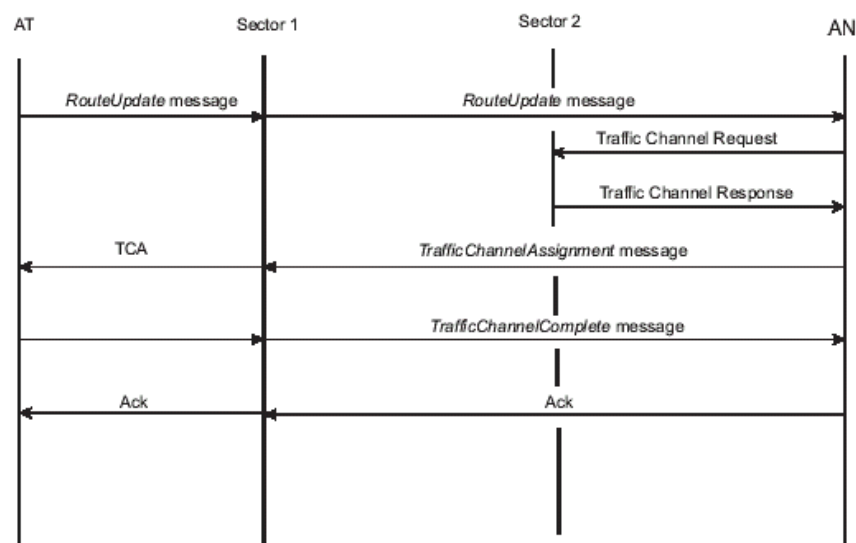 AT
Sector 1
Sector 2
AN
RouteUpdate message
RouteUpdate message
Traffic Channel Request
Traffic Channel Response
TCA
TrafficChannelAssignment message
TrafficChannelComplete message
Ack
Ack